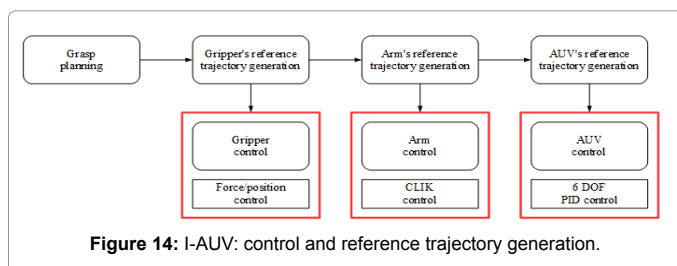 Grasp
planning
Gripper's reference
trajectory generation
Arm's reference
trajectory generation
AUV's reference
trajectory generation
Gripper
control
Arm
control
AUV
control
Force/position
control
CLIK
control
6 DOF
PID control
Figure 14: I-AUV: control and reference trajectory generation.